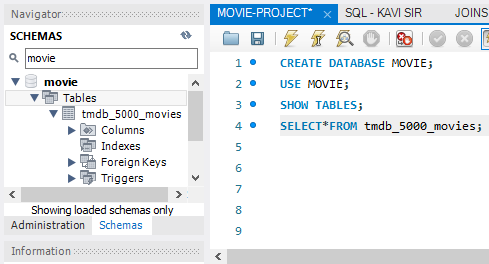 Navigator
SCHEMAS
movie
movie
Tables
tmdb_5000_movies
Columns
Indexes
Foreign Keys
Triggers
Showing loaded schemas only
Administration Schemas
Information
MOVIE-PROJECT* SQL - KAVI SIR JOINS
1 CREATE DATABASE MOVIE;
2 USE MOVIE;
3 SHOW TABLES;
4 SELECT*FROM tmdb_5000_movies;
5
6
7
8
9